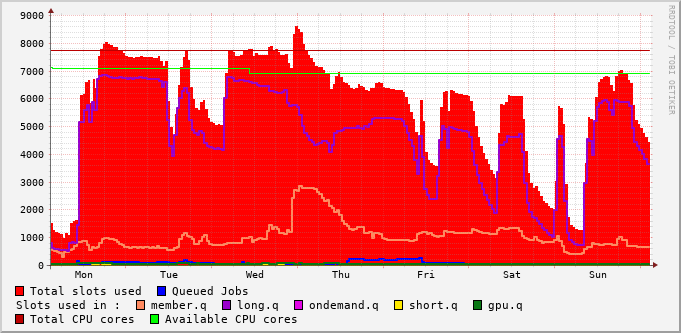 RRDTOOL / TOBI OETIKER
9000
8000
7000
6000
5000
4000
3000
2000
1000
0
Mon Tue Wed Thu Fri Sat Sun
Total slots used Queued Jobs
Slots used in : member.q long.q ondemand.q short.q gpu.q
Total CPU cores Available CPU cores